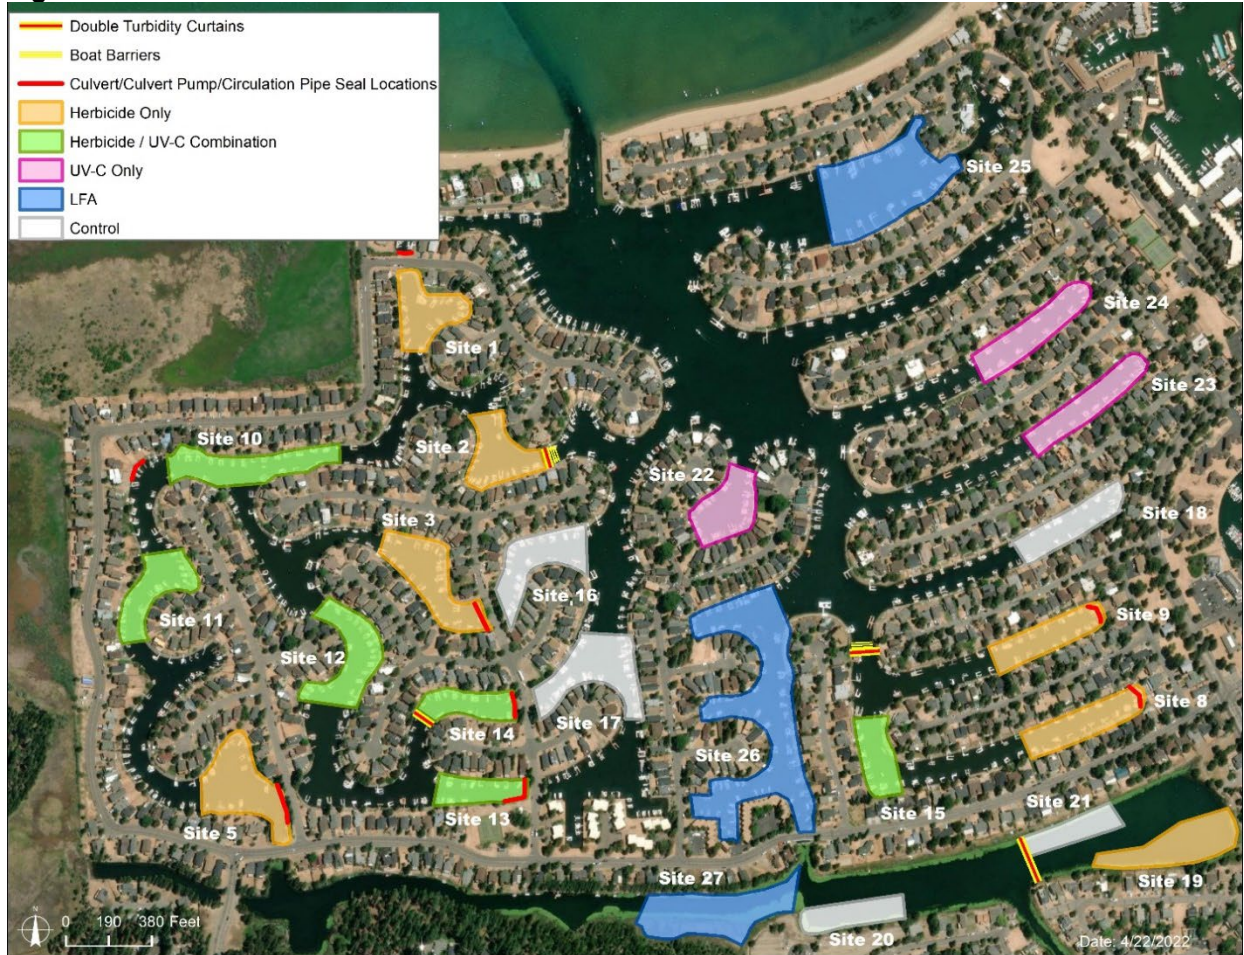 Double Turbidity Curtains
Boat Barriers
Culvert/Culvert Pump/Circulation Pipe Seal Locations
Herbicide Only
Herbicide / UV-C Combination
UV-C Only
LFA
Control
Site 25
Site 24
Site 1
Site 23
Site 10
Site 2
Site 22
Site 3
Site 18
Site 16
Site 11
Site 9
Site 12
Site 8
Site 17
Site 14
Site 26
Site 21
Site 13
Site 15
Site 5
Site 27
Site 19
N
0 190 380 Feet
Site 20
Date: 4/22/2022